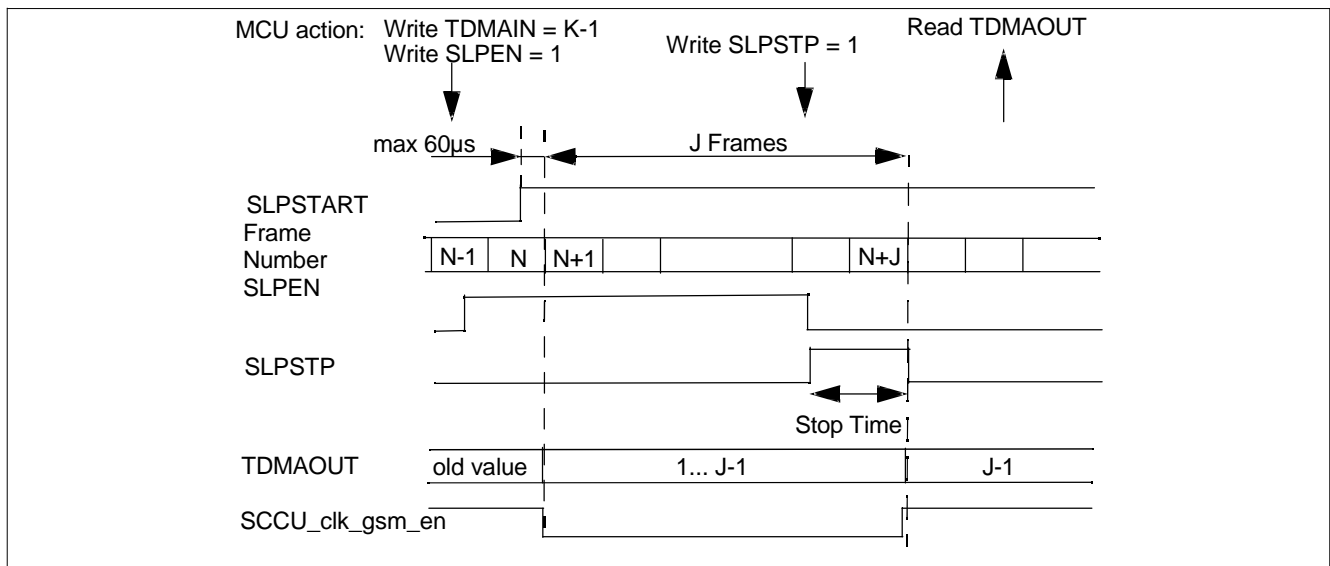 MCU action: Write TDMAIN = K-1 Read TDMAOUT
Write SLPEN = 1 Write SLPSTP = 1
max 60µs J Frames
SLPSTART
Frame
Number N-1 N N+1 N+J
SLPEN
SLPSTP
Stop Time
TDMAOUT old value 1... J-1 J-1
SCCU_clk_gsm_en